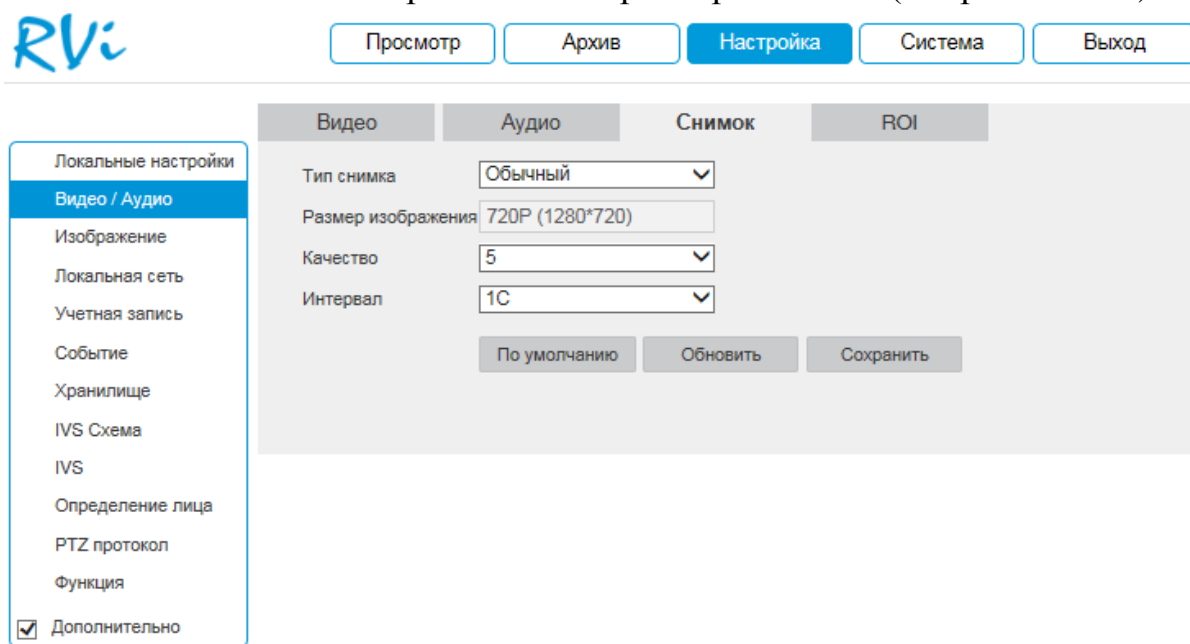 RVi
Просмотр Архив Настройка Система Выход
Видео Аудио Снимок ROI
Локальные настройки
Видео / Аудио
Изображение
Локальная сеть
Учетная запись
Событие
Хранилище
IVS Схема
IVS
Определение лица
PTZ протокол
Функция
Дополнительно
Тип снимка Обычный
Размер изображения 720P (1280*720)
Качество 5
Интервал 1С
По умолчанию Обновить Сохранить